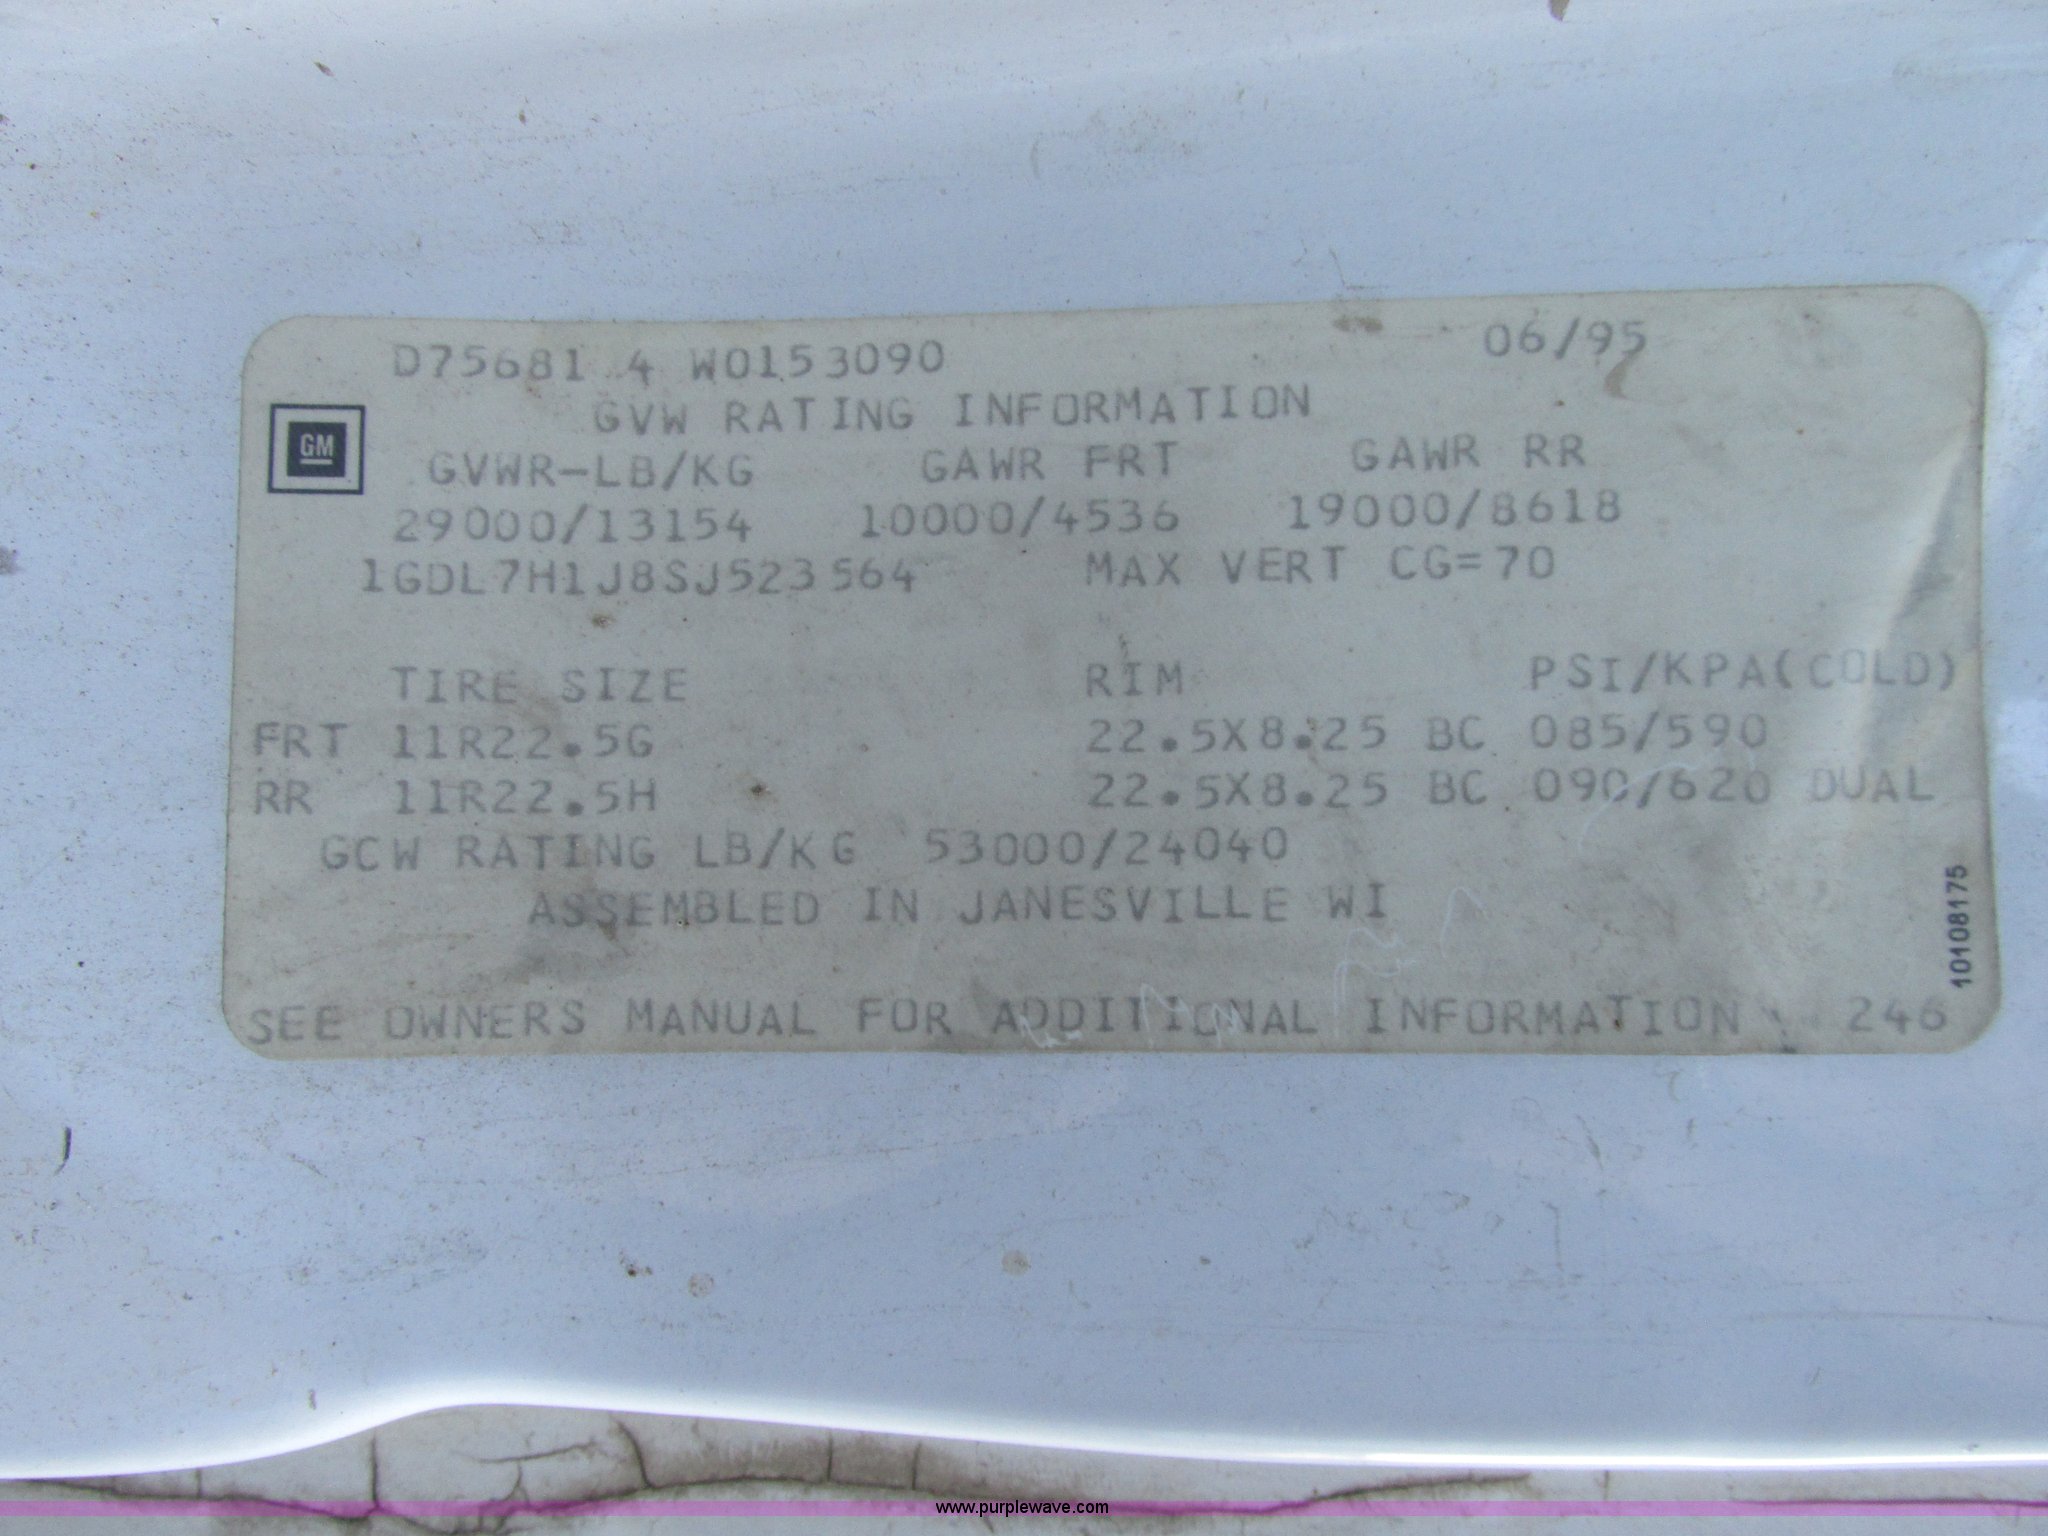 D75681 4 W0153090 06/95
GVW RATING INFORMATION
GM
GVWR-LB/KG GAWR FRT GAWR RR
29000/13154 10000/4536 19000/8618
1GDL7H1J8SJ523564 MAX VERT CG=70
TIRE SIZE RIM PSI/KPA(COLD)
FRT 11R22.5G 22.5X8.25 BC 085/590
RR 11R22.5H 22.5X8.25 BC 090/620 DUAL
GCW RATING LB/KG 53000/24040
ASSEMBLED IN JANESVILLE WI
10108175
SEE OWNERS MANUAL FOR ADDITIONAL INFORMATION 246
www.purplewave.com